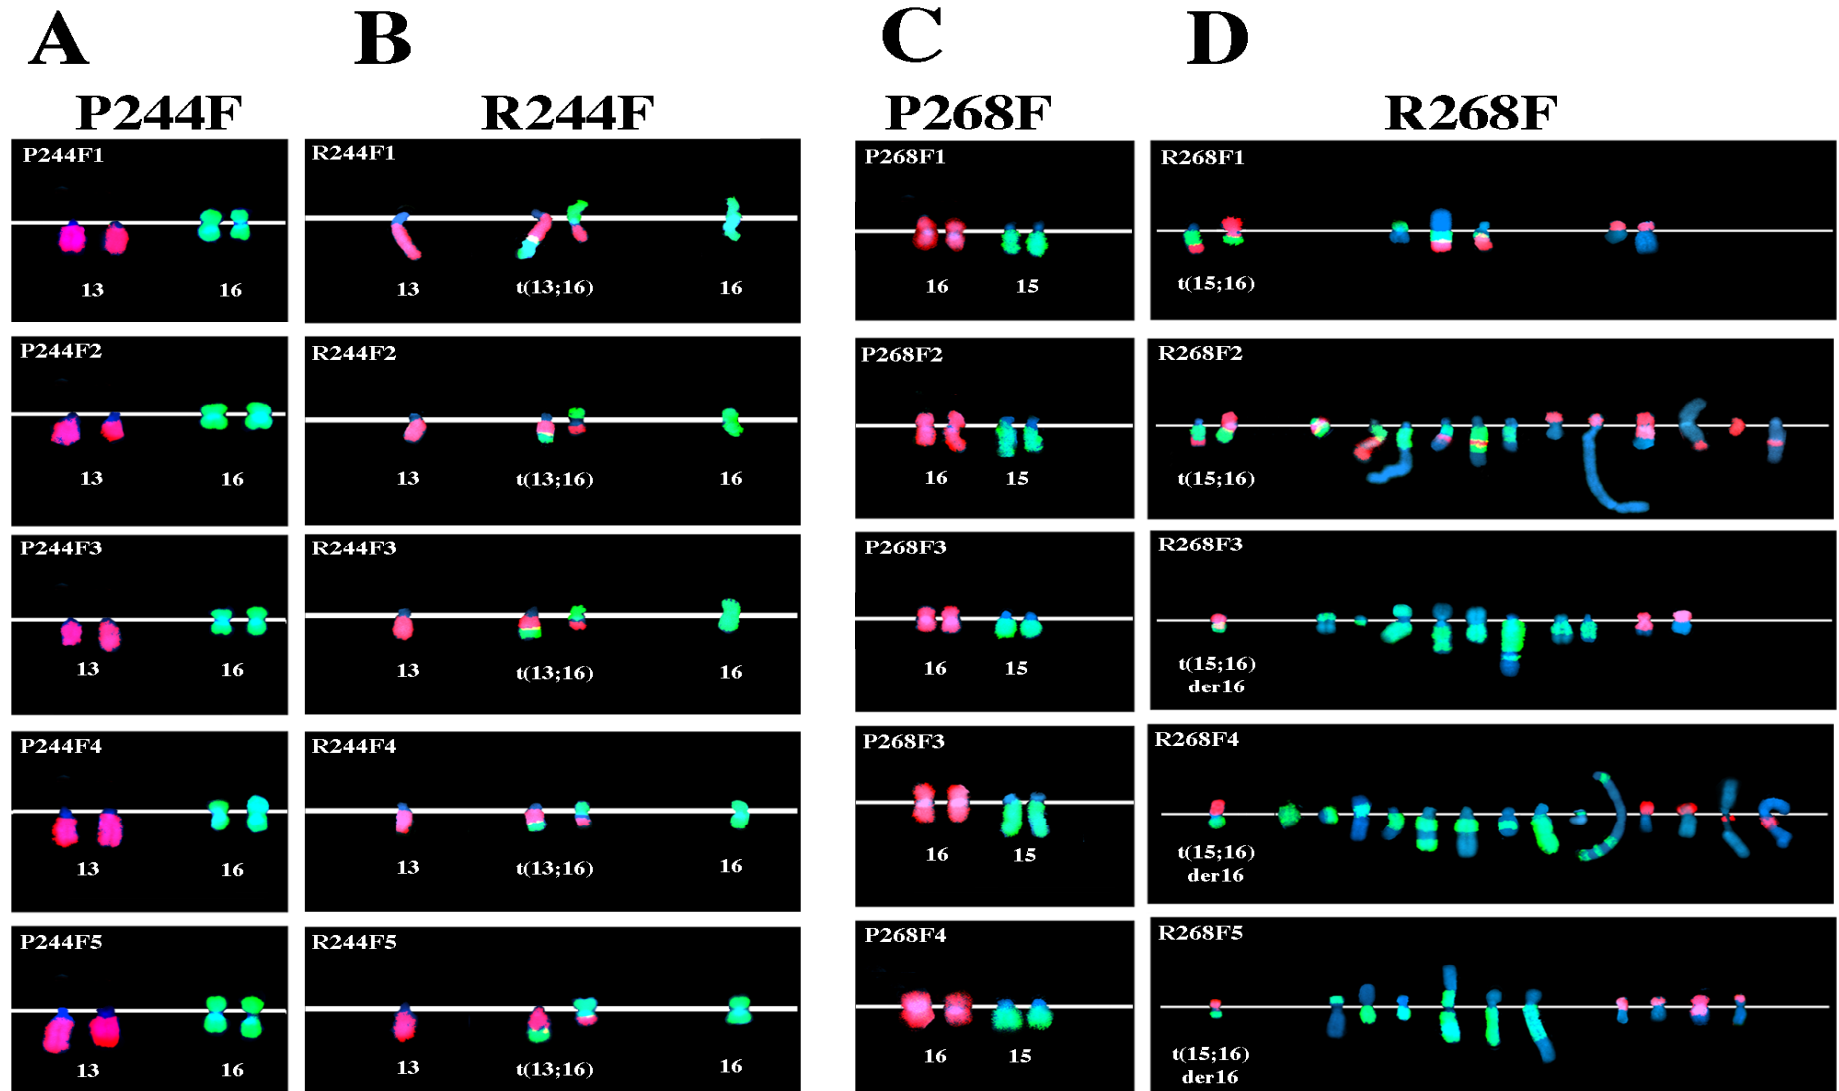 A
B
C
D
P244F
R244F
P268F
R268F
P244F1
13
16
P244F2
13
16
P244F3
13
16
P244F4
13
16
P244F5
13
16
R244F1
13
t(13;16)
16
R244F2
13
t(13;16)
16
R244F3
13
t(13;16)
16
R244F4
13
t(13;16)
16
R244F5
13
t(13;16)
16
P268F1
16
15
P268F2
16
15
P268F3
16
15
P268F3
16
15
P268F4
16
15
R268F1
t(15;16)
R268F2
t(15;16)
R268F3
t(15;16)
der16
R268F4
t(15;16)
der16
R268F5
t(15;16)
der16